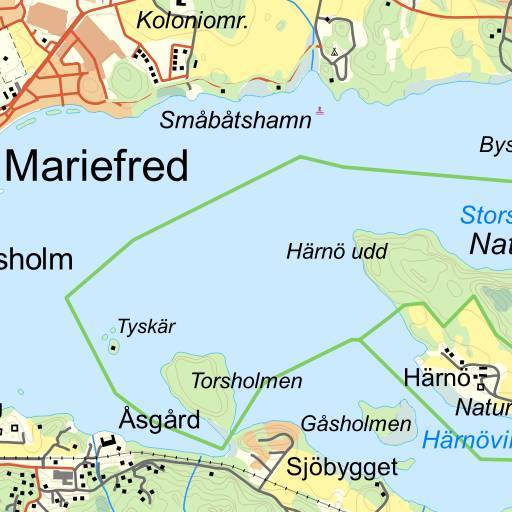 Koloniomr.
Småbåtshamn
Bys
Mariefred
Stors
Nat
Härnö udd
sholm
Tyskär
Torsholmen
Härnö
Natur
Åsgård
Gåsholmen
Härnövi
Sjöbygget